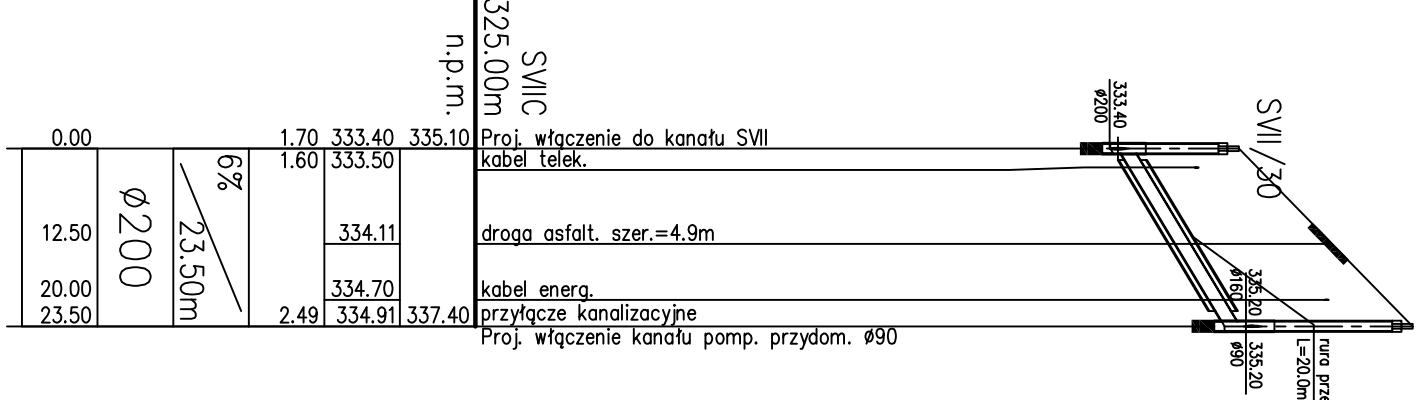 325.00m
n.p.m.
SVIIC
SVII/30
333.40
ø200
0.00 1.70 333.40 335.10 Proj. włączenie do kanału SVII
1.60 333.50 kabel telek.
6%
ø200
23.50m
12.50 334.11 droga asfalt. szer.=4.9m
20.00 334.70 kabel energ.
23.50 2.49 334.91 337.40 przyłącze kanalizacyjne
Proj. włączenie kanału pomp. przydom. ø90
335.20
ø160
335.20
ø90
rura prze
L=20.0m